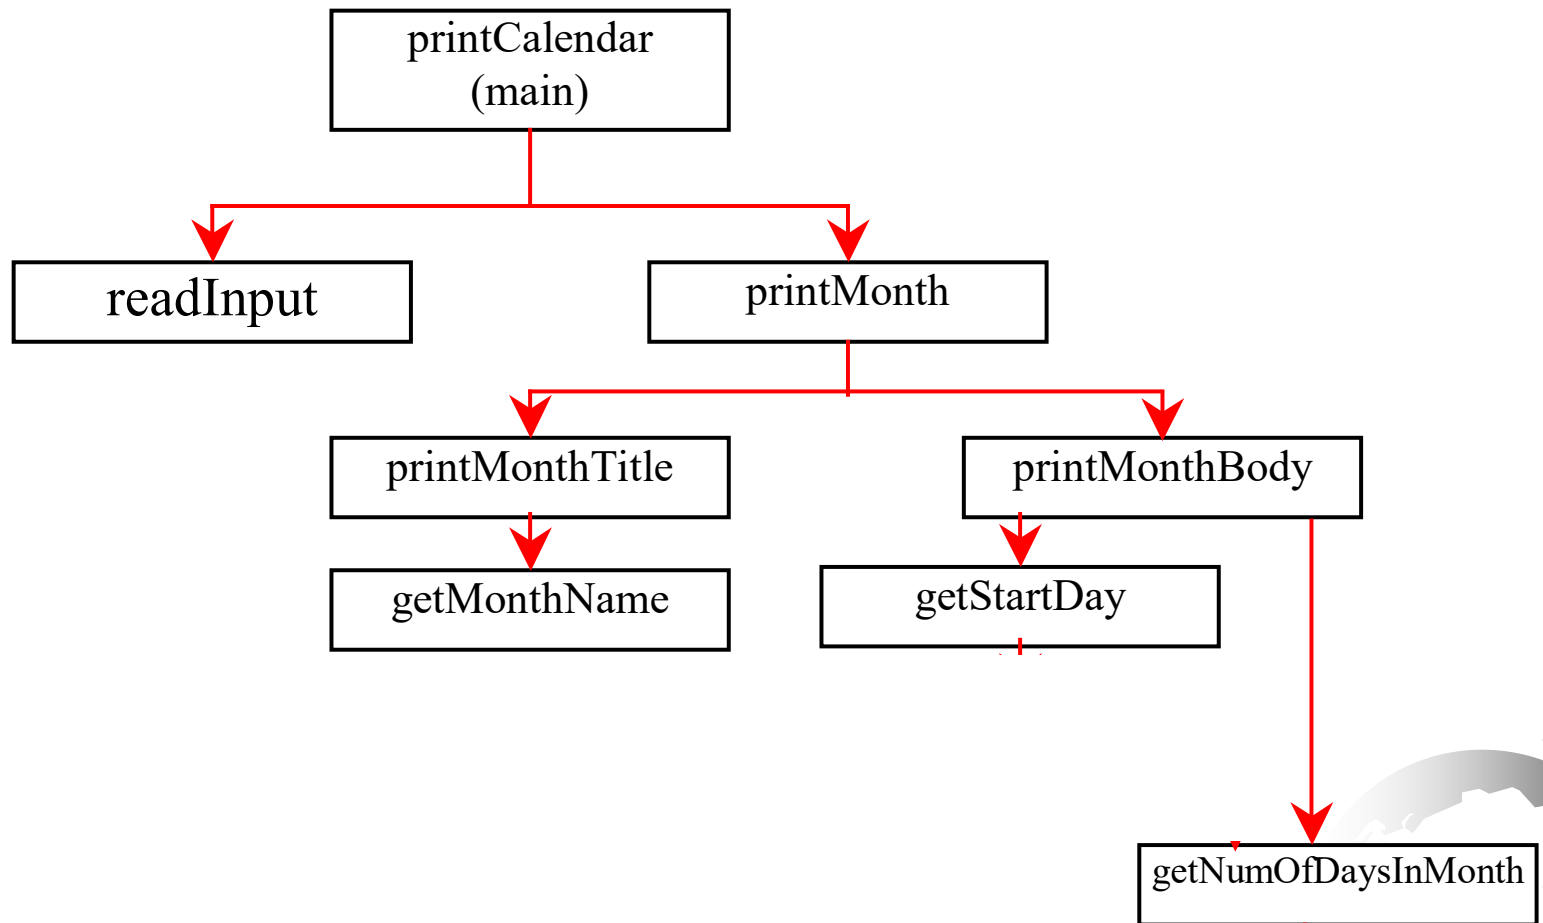 printCalendar
(main)
readInput
printMonth
printMonthTitle
printMonthBody
getMonthName
getStartDay
getNumOfDaysInMonth